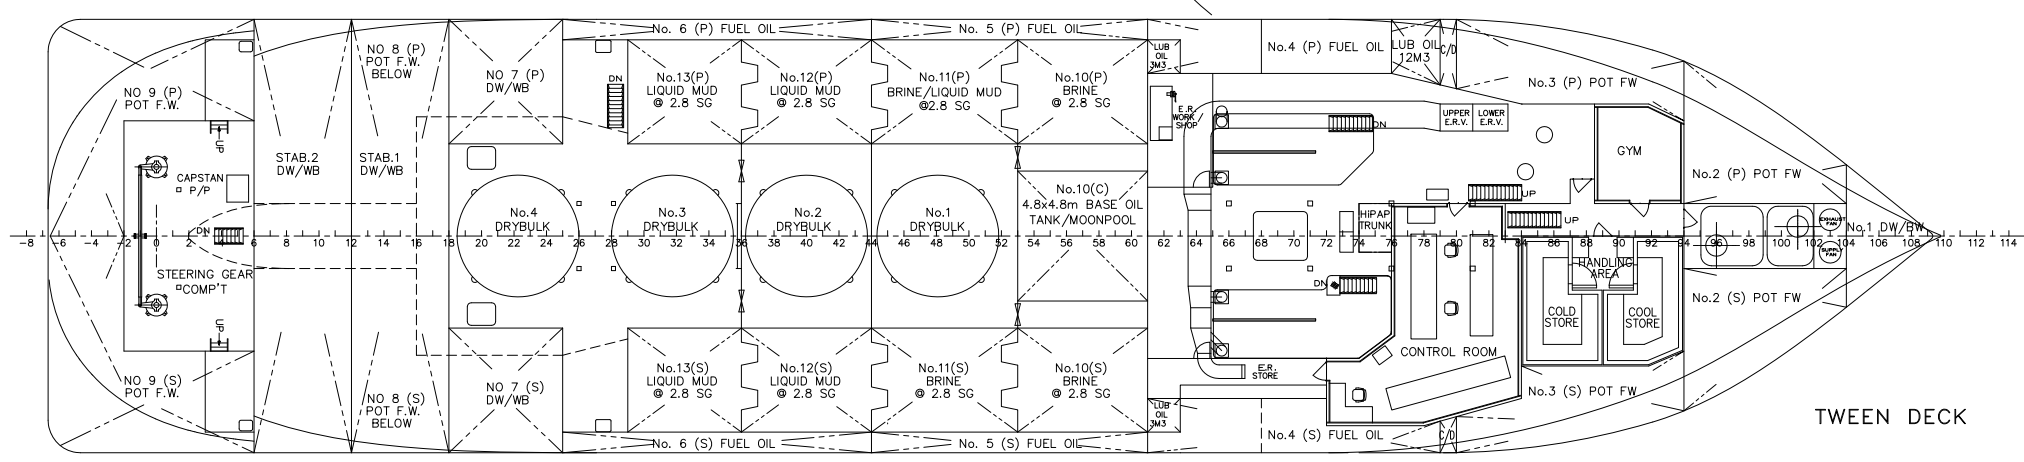 No. 6 (P) FUEL OIL
No. 5 (P) FUEL OIL
No.4 (P) FUEL OIL
LUB OIL
12M3
C/D
LUB
OIL
3M3
NO 8 (P)
POT F.W.
BELOW
NO 7 (P)
DW/WB
NO 9 (P)
POT F.W.
DN
No.13(P)
LIQUID MUD
@ 2.8 SG
No.12(P)
LIQUID MUD
@ 2.8 SG
No.11(P)
BRINE/LIQUID MUD
@2.8 SG
No.10(P)
BRINE
@ 2.8 SG
E.R.
WORK
SHOP
No.3 (P) POT FW
UPPER
E.R.V.
LOWER
E.R.V.
DN
GYM
UP
STAB.2
DW/WB
STAB.1
DW/WB
CAPSTAN
P/P
No.2 (P) POT FW
No.10(C)
4.8x4.8m BASE OIL
TANK/MOONPOOL
UP
UP
HiPAP
TRUNK
No.4
DRYBULK
No.3
DRYBULK
No.2
DRYBULK
No.1
DRYBULK
EXHAUST
FAN
No.1 DW/BW
DN
-8 -6 -4 -2 0 2 6 8 10 12 14 16 20 22 24 26 28 30 32 34 36 38 40 42 44 46 48 50 52 54 56 58 60 62 64 66 68 70 72 74 76 78 80 82 84 86 88 90 92 94 96 98 100 102 104 106 108 110 112 114
SUPPLY
FAN
STEERING GEAR
COMP'T
HANDLING
AREA
DN
No.2 (S) POT FW
COLD
STORE
COOL
STORE
UP
CONTROL ROOM
E.R.
STORE
NO 9 (S)
POT F.W.
NO 7 (S)
DW/WB
No.13(S)
LIQUID MUD
@ 2.8 SG
No.12(S)
LIQUID MUD
@ 2.8 SG
No.11(S)
BRINE
@ 2.8 SG
No.10(S)
BRINE
@ 2.8 SG
No.3 (S) POT FW
NO 8 (S)
POT F.W.
BELOW
LUB
OIL
3M3
TWEEN DECK
No. 6 (S) FUEL OIL
No. 5 (S) FUEL OIL
No.4 (S) FUEL OIL
C/D